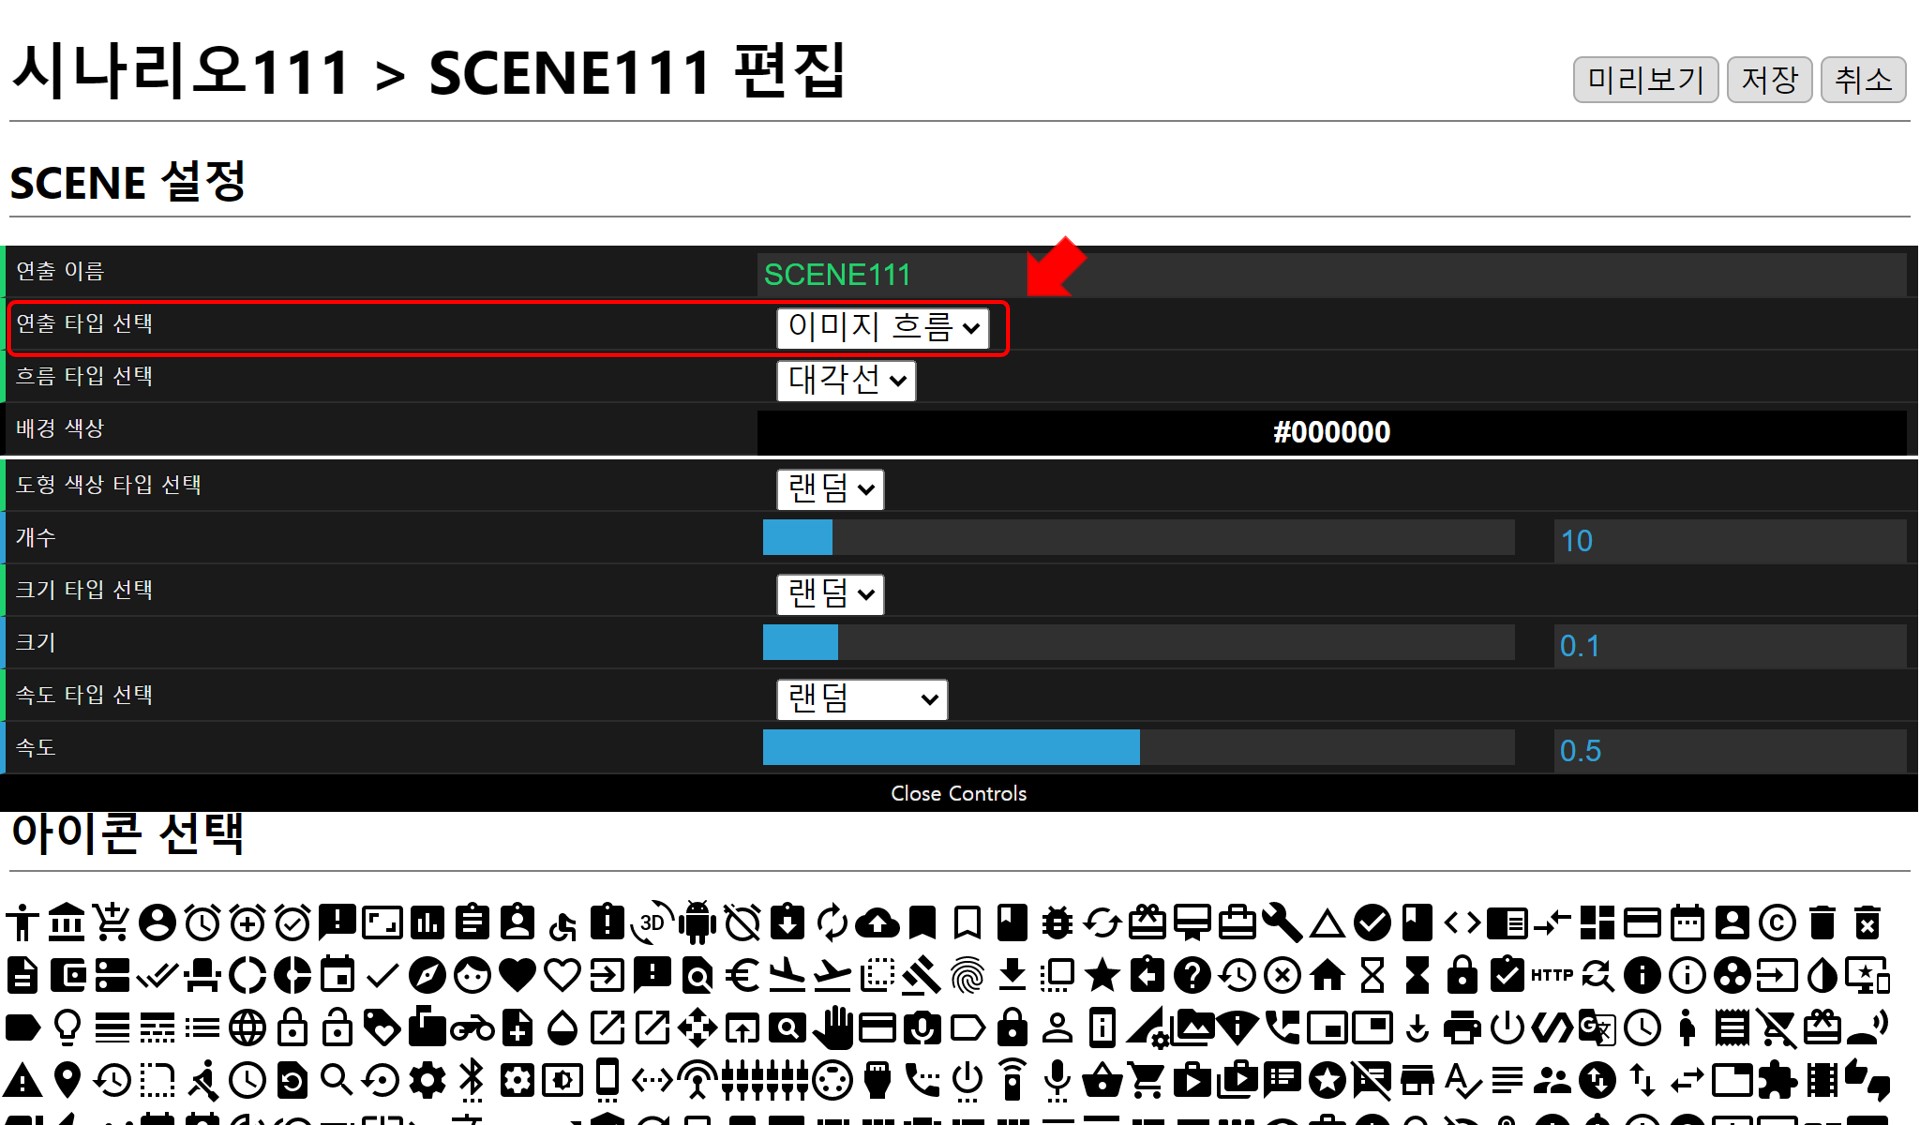 시나리오111 > SCENE111 편집
미리보기 저장 취소
SCENE 설정
연출 이름 SCENE111
연출 타입 선택 이미지 흐름
흐름 타입 선택 대각선
배경 색상 #000000
도형 색상 타입 선택 랜덤
개수 10
크기 타입 선택 랜덤
크기 0.1
속도 타입 선택 랜덤
속도 0.5
Close Controls
아이콘 선택
3D
HTTP